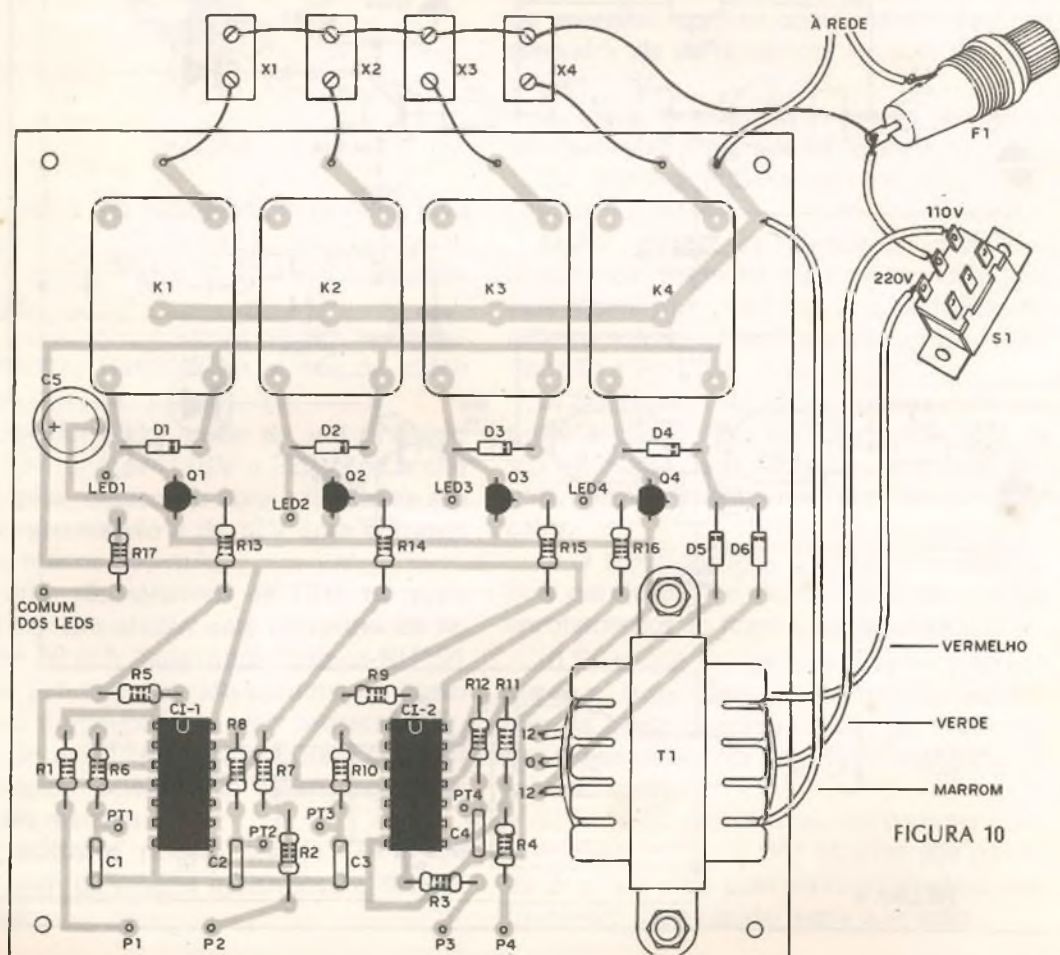 À REDE
X1 X2 X3 X4
F1
110V
220V
S1
K1 K2 K3 K4
C5
+
D1 D2 D3 D4
Q1 Q2 Q3 Q4
LED1 LED2 LED3 LED4
R17 R13 R14 R15 R16 D5 D6
COMUM
DOS LEDS
VERMELHO
R5 R9 R12 R11
CI-1 CI-2
R8
12
VERDE
R1 R6 R7 R10 0 T1
12
MARROM
PT1 PT2 PT3 PT4
FIGURA 10
C1 C2 R2 C3 C4 R4
R3
P1 P2 P3 P4